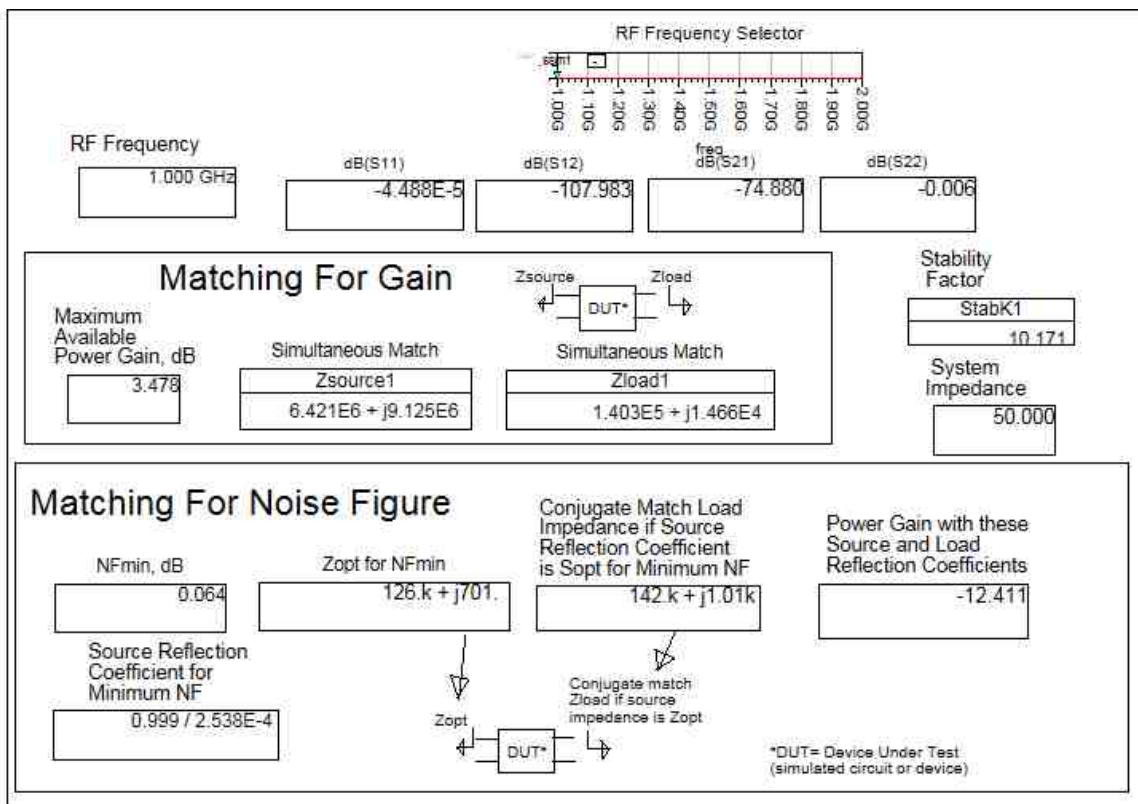 RF Frequency Selector
1.00G
1.10G
1.20G
1.30G
1.40G
1.50G
1.60G
1.70G
1.80G
1.90G
2.00G
freq
RF Frequency
1.000 GHz
dB(S11)
-4.488E-5
dB(S12)
-107.983
dB(S21)
-74.880
dB(S22)
-0.006
Matching For Gain
Zsource
Zload
DUT*
Maximum
Available
Power Gain, dB
3.478
Simultaneous Match
Zsource1
6.421E6 + j9.125E6
Simultaneous Match
Zload1
1.403E5 + j1.466E4
Stability
Factor
StabK1
10.171
System
Impedance
50.000
Matching For Noise Figure
NFmin, dB
0.064
Zopt for NFmin
126.k + j701.
Conjugate Match Load
Impedance if Source
Reflection Coefficient
is Sopt for Minimum NF
142.k + j1.01k
Power Gain with these
Source and Load
Reflection Coefficients
-12.411
Source Reflection
Coefficient for
Minimum NF
0.999 / 2.538E-4
Zopt
DUT*
Conjugate match
Zload if source
impedance is Zopt
*DUT= Device Under Test
(simulated circuit or device)